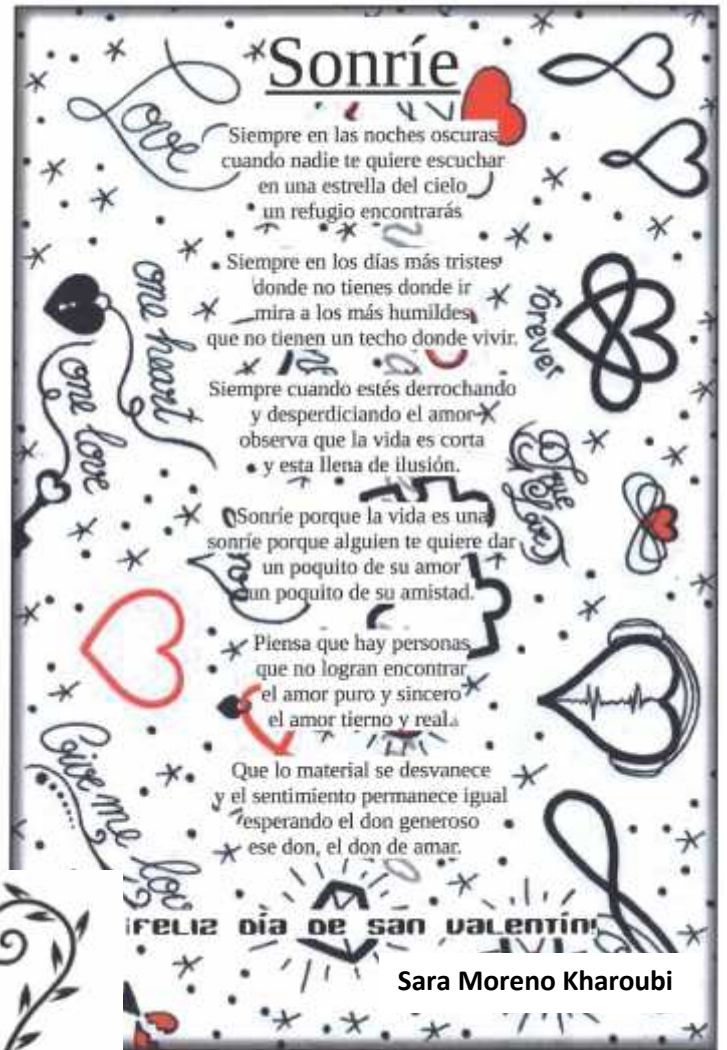 Sonríe
Love
Siempre en las noches oscuras
cuando nadie te quiere escuchar
en una estrella del cielo
un refugio encontrarás
Siempre en los días más tristes
donde no tienes donde ir
mira a los más humildes
que no tienen un techo donde vivir.
forever
one heart
one love
Siempre cuando estés derrochando
y desperdiciando el amor
observa que la vida es corta
y esta llena de ilusión.
True
Love
Sonríe porque la vida es una
sonríe porque alguien te quiere dar
un poquito de su amor
un poquito de su amistad.
Piensa que hay personas
que no logran encontrar
el amor puro y sincero
el amor tierno y real.
Give me
Que lo material se desvanece
y el sentimiento permanece igual
esperando el don generoso
ese don, el don de amar.
¡FELIZ DÍA DE SAN VALENTÍN!
Sara Moreno Kharoubi